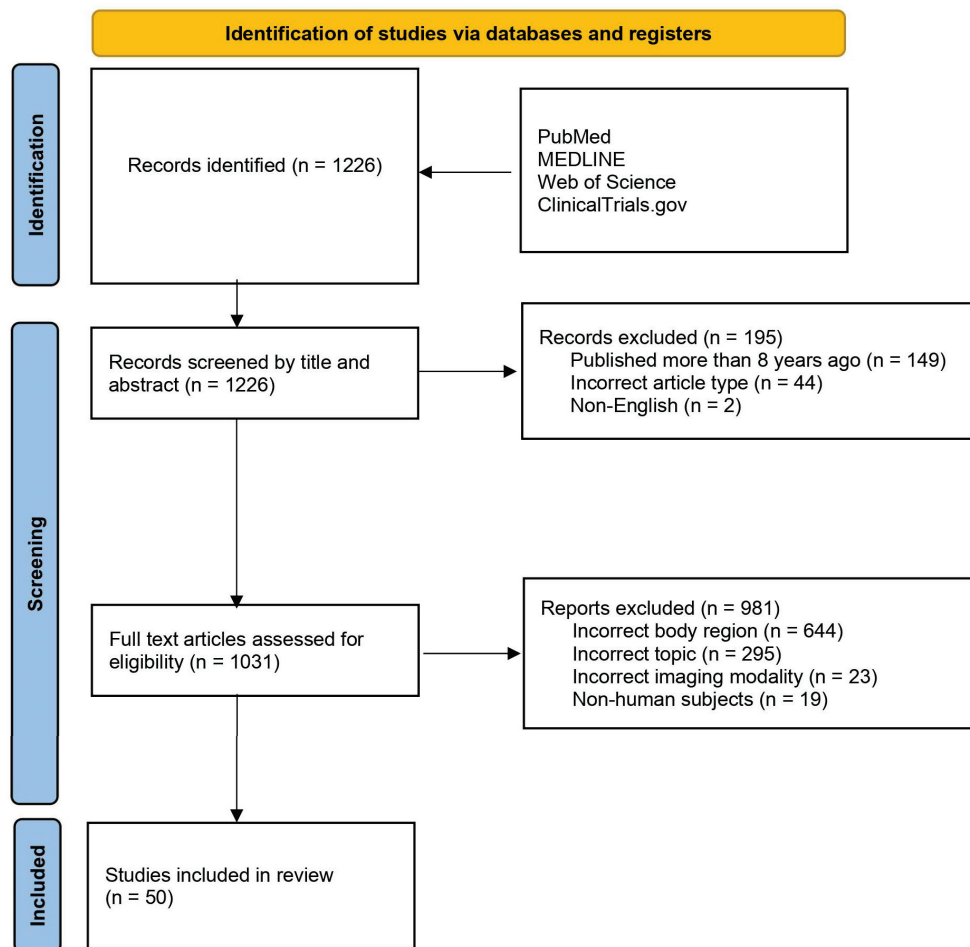 Identification of studies via databases and registers
Identification
Records identified (n = 1226)
PubMed
MEDLINE
Web of Science
ClinicalTrials.gov
Screening
Records screened by title and
abstract (n = 1226)
Records excluded (n = 195)
Published more than 8 years ago (n = 149)
Incorrect article type (n = 44)
Non-English (n = 2)
Full text articles assessed for
eligibility (n = 1031)
Reports excluded (n = 981)
Incorrect body region (n = 644)
Incorrect topic (n = 295)
Incorrect imaging modality (n = 23)
Non-human subjects (n = 19)
Included
Studies included in review
(n = 50)